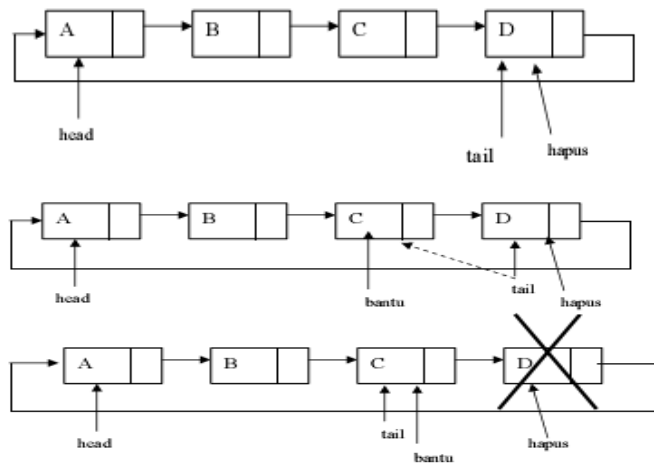 A B C D
head tail hapus
A B C D
head bantu tail hapus
A B C D
head tail bantu hapus